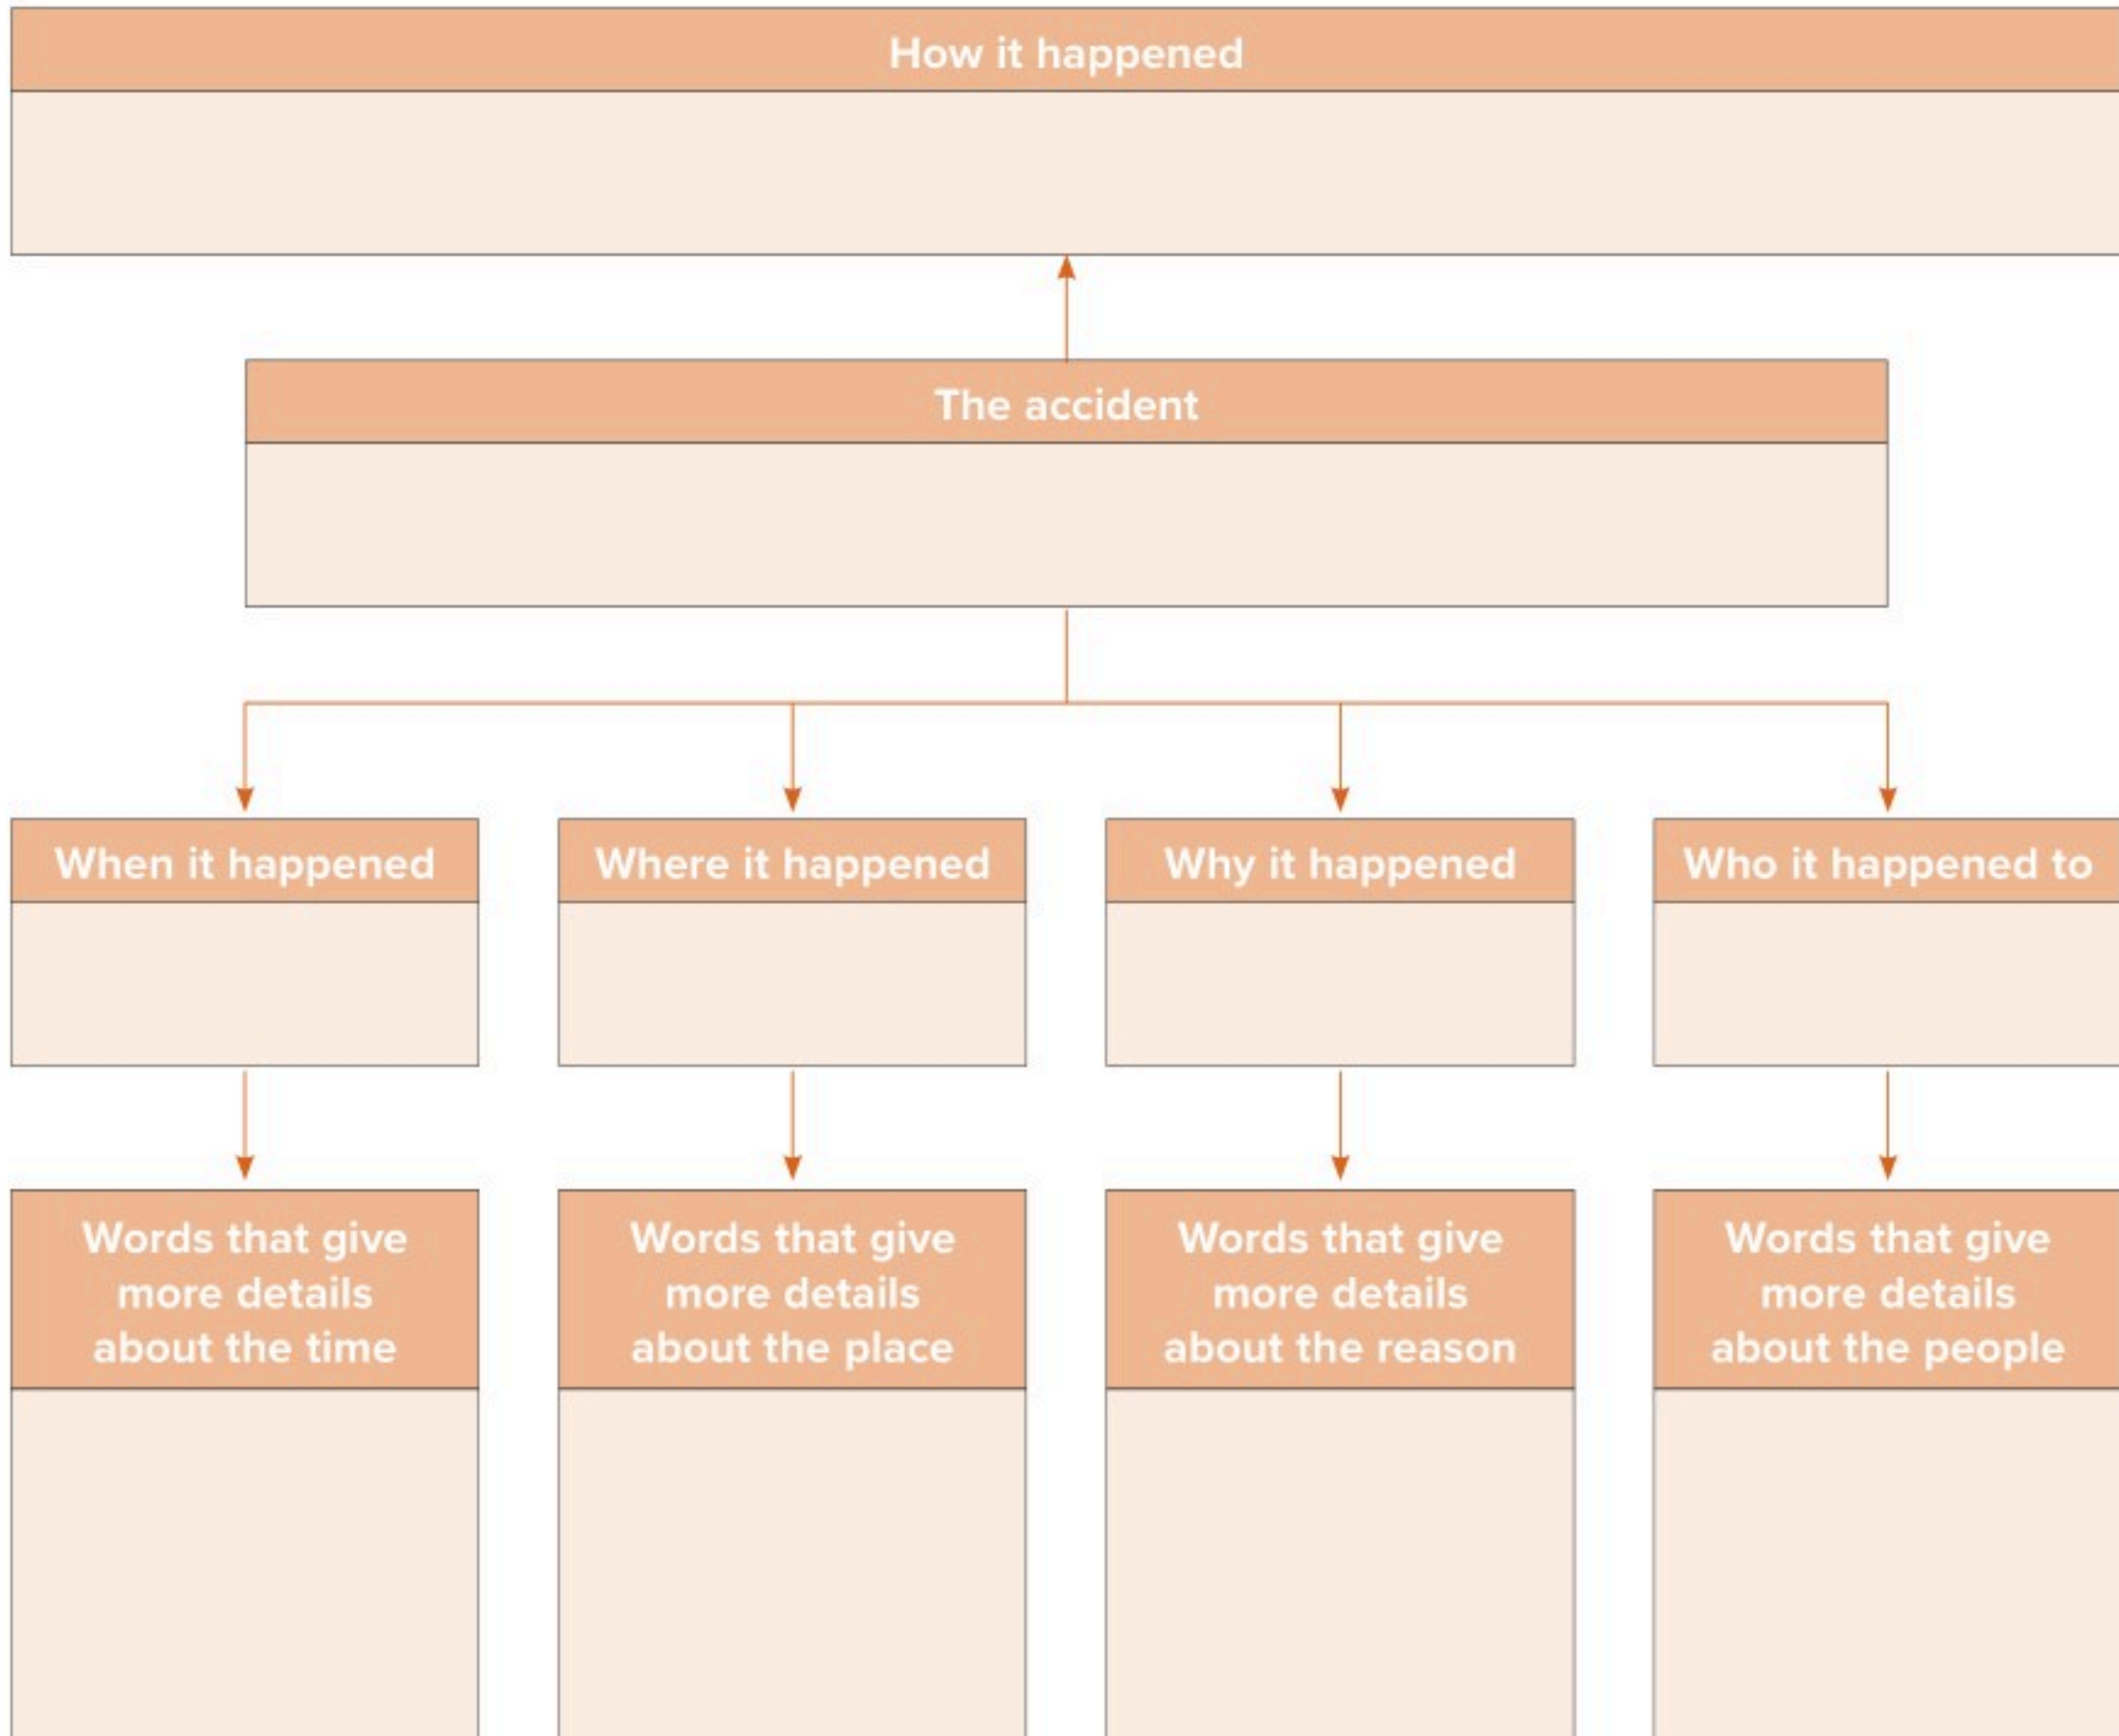 How it happened
The accident
When it happened
Where it happened
Why it happened
Who it happened to
Words that give
more details
about the time
Words that give
more details
about the place
Words that give
more details
about the reason
Words that give
more details
about the people